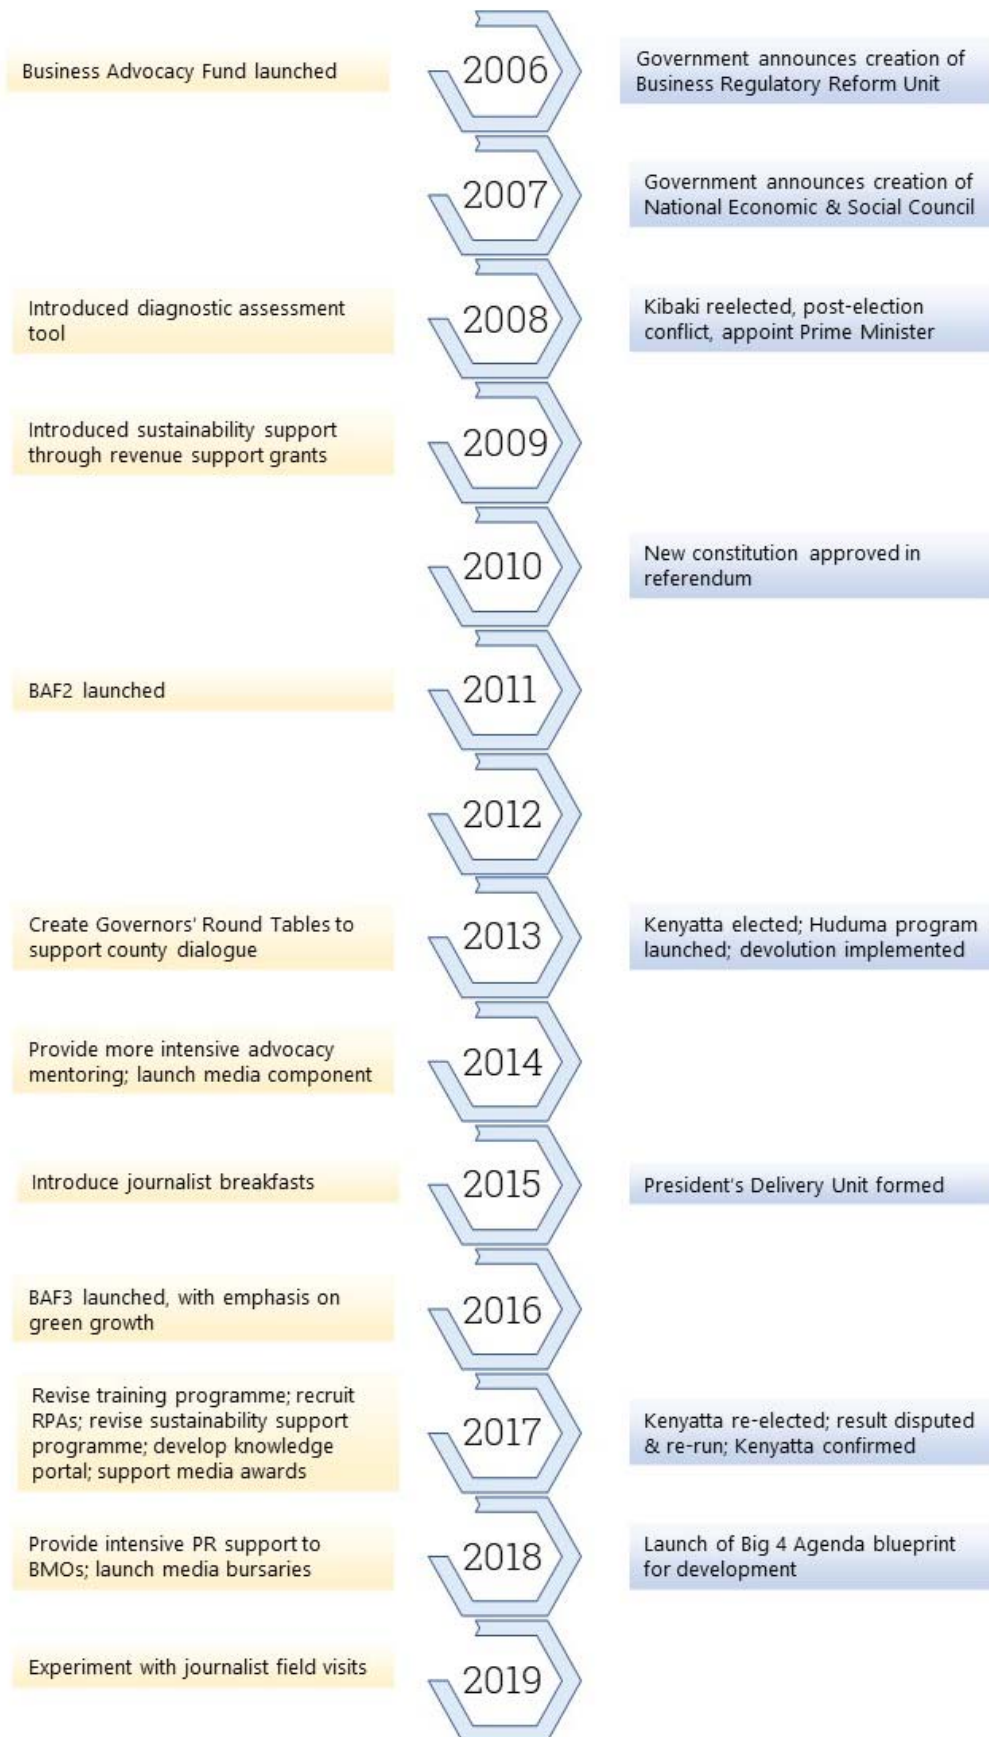 Business Advocacy Fund launched
2006
Government announces creation of
Business Regulatory Reform Unit
2007
Government announces creation of
National Economic & Social Council
Introduced diagnostic assessment
tool
2008
Kibaki reelected, post-election
conflict, appoint Prime Minister
Introduced sustainability support
through revenue support grants
2009
2010
New constitution approved in
referendum
BAF2 launched
2011
2012
Create Governors' Round Tables to
support county dialogue
2013
Kenyatta elected; Huduma program
launched; devolution implemented
Provide more intensive advocacy
mentoring; launch media component
2014
Introduce journalist breakfasts
2015
President's Delivery Unit formed
BAF3 launched, with emphasis on
green growth
2016
Revise training programme; recruit
RPAs; revise sustainability support
programme; develop knowledge
portal; support media awards
2017
Kenyatta re-elected; result disputed
& re-run; Kenyatta confirmed
Provide intensive PR support to
BMOs; launch media bursaries
2018
Launch of Big 4 Agenda blueprint
for development
Experiment with journalist field visits
2019